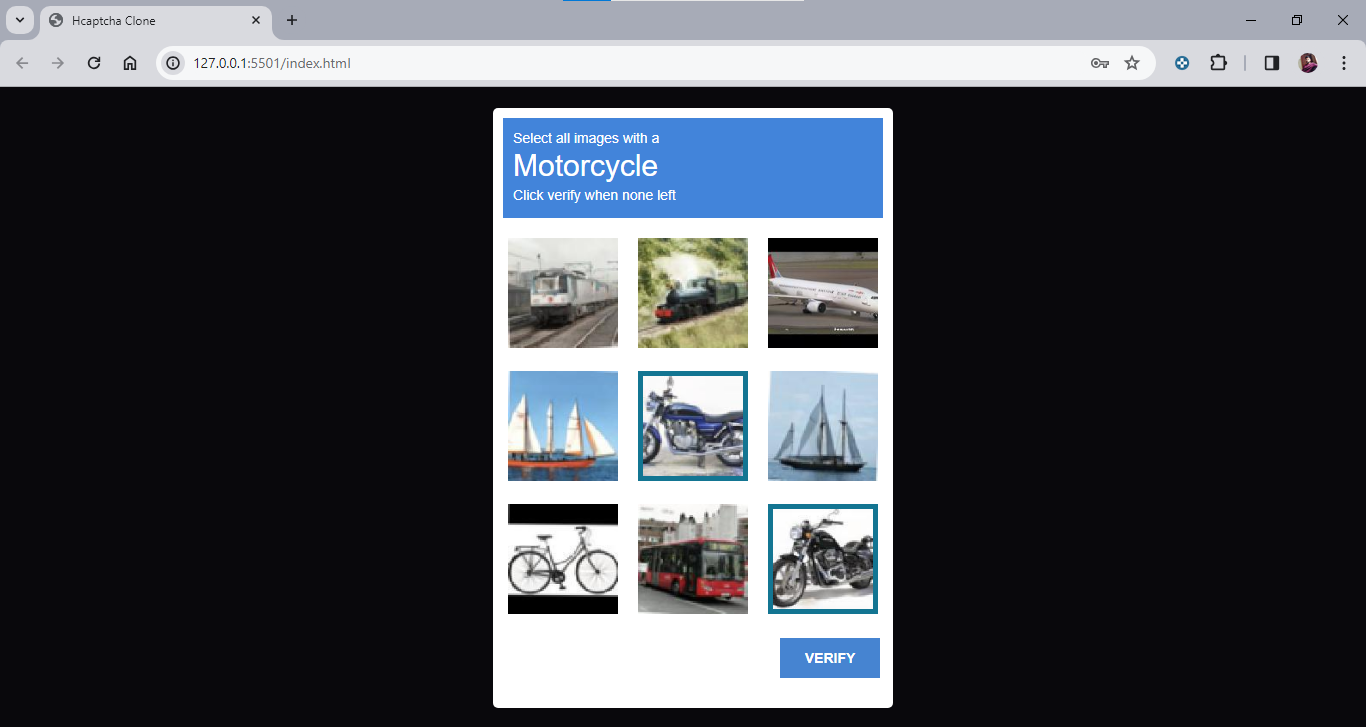 Hcaptcha Clone
127.0.0.1:5501/index.html
Select all images with a
Motorcycle
Click verify when none left
VERIFY